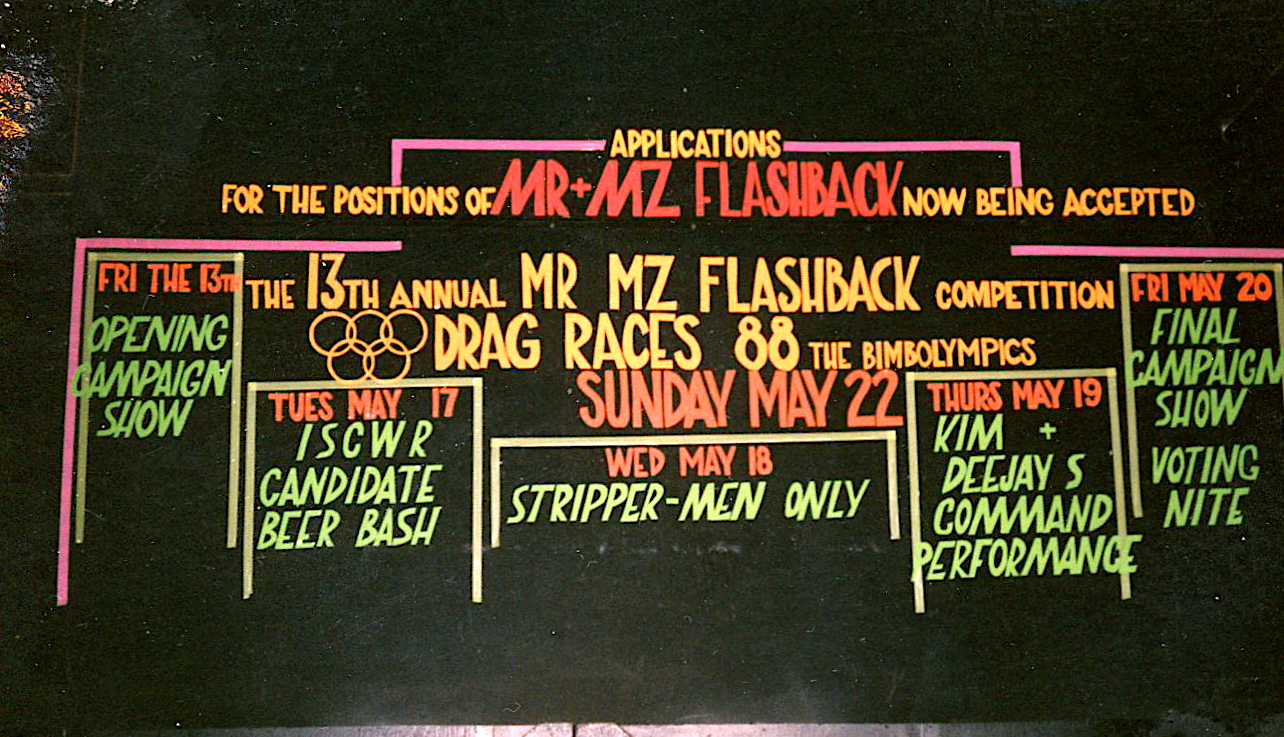 APPLICATIONS
FOR THE POSITIONS OF MR+MZ FLASHBACK NOW BEING ACCEPTED
FRI THE 13TH
OPENING
CAMPAIGN
SHOW
THE 13TH ANNUAL MR MZ FLASHBACK COMPETITION
DRAG RACES 88 THE BIMBOLYMPICS
SUNDAY MAY 22
TUES MAY 17
ISCWR
CANDIDATE
BEER BASH
WED MAY 18
STRIPPER-MEN ONLY
THURS MAY 19
KIM +
DEEJAY S
COMMAND
PERFORMANCE
FRI MAY 20
FINAL
CAMPAIGN
SHOW
VOTING
NITE